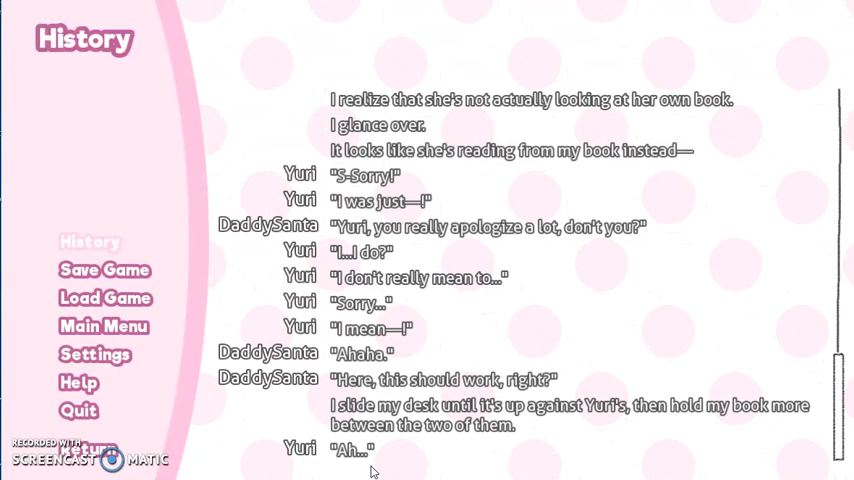 History
I realize that she's not actually looking at her own book.
I glance over.
It looks like she's reading from my book instead—
Yuri "S-Sorry!"
Yuri "I was just—!"
DaddySanta "Yuri, you really apologize a lot, don't you?"
Yuri "I...I do?"
Yuri "I don't really mean to..."
Yuri "Sorry..."
Yuri "I mean—!"
DaddySanta "Ahaha."
DaddySanta "Here, this should work, right?"
I slide my desk until it's up against Yuri's, then hold my book more
between the two of them.
Yuri "Ah..."
History
Save Game
Load Game
Main Menu
Settings
Help
Quit
Return
RECORDED WITH
SCREENCAST MATIC